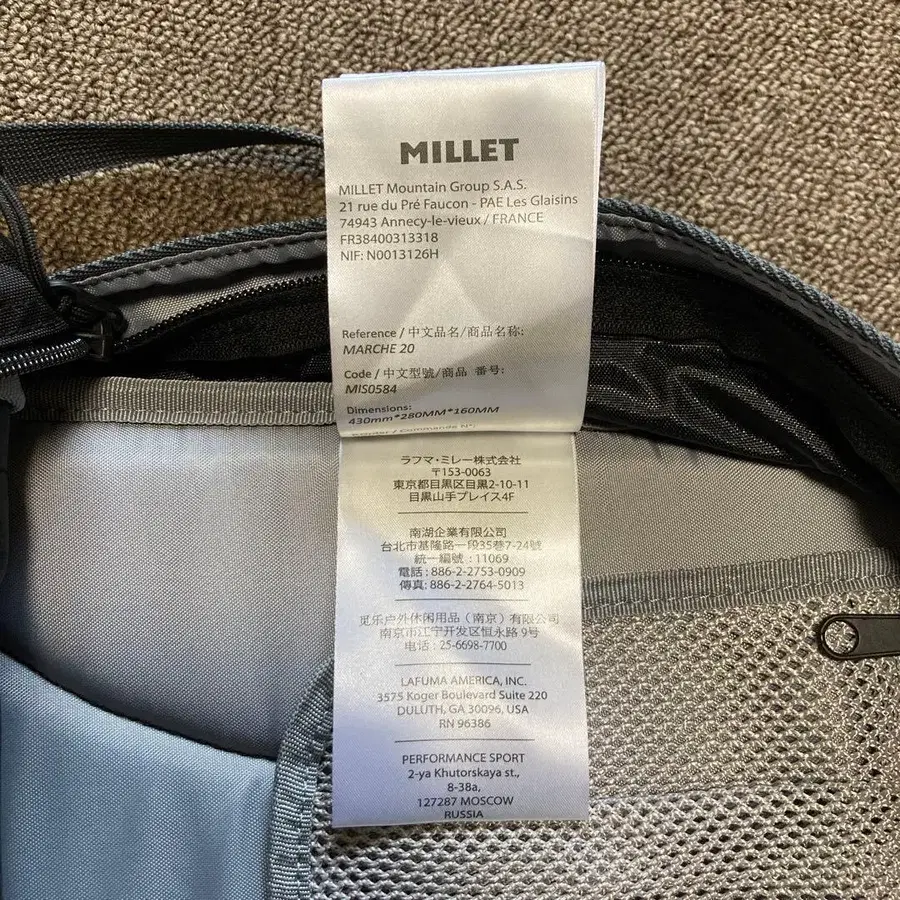 MILLET
MILLET Mountain Group S.A.S.
21 rue du Pré Faucon - PAE Les Glaisins
74943 Annecy-le-vieux / FRANCE
FR38400313318
NIF: N0013126H
Reference / 中文品名/商品名称:
MARCHE 20
Code / 中文型號/商品 番号:
MIS0584
Dimensions:
430mm*280MM*160MM
ラフマ・ミレー株式会社
〒153-0063
東京都目黒区目黒2-10-11
目黒山手プレイス4F
南湖企業有限公司
台北市基隆路一段35巷7-24號
統一編號 : 11069
電話 : 886-2-2753-0909
傳真: 886-2-2764-5013
觅乐户外休闲用品（南京）有限公司
南京市江宁开发区恒永路 9号
电话 : 25-6698-7700
LAFUMA AMERICA, INC.
3575 Koger Boulevard Suite 220
DULUTH, GA 30096, USA
RN 96386
PERFORMANCE SPORT
2-ya Khutorskaya st.,
8-38a,
127287 MOSCOW
RUSSIA